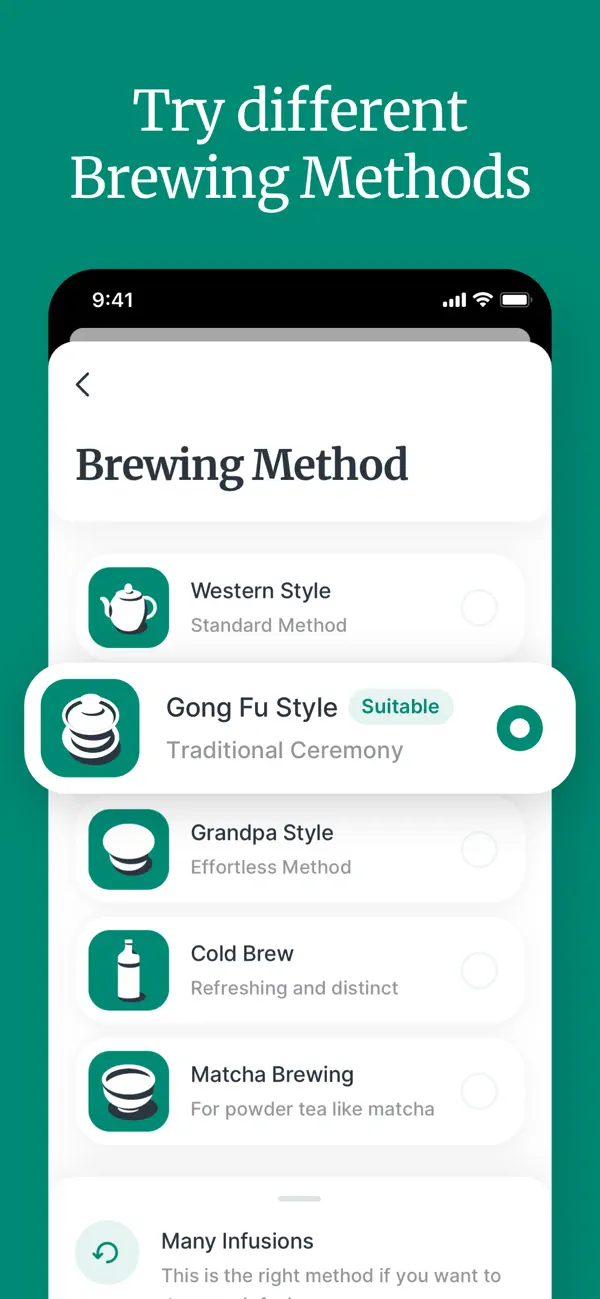 Try different
Brewing Methods
9:41
Brewing Method
Western Style
Standard Method
Gong Fu Style Suitable
Traditional Ceremony
Grandpa Style
Effortless Method
Cold Brew
Refreshing and distinct
Matcha Brewing
For powder tea like matcha
Many Infusions
This is the right method if you want to